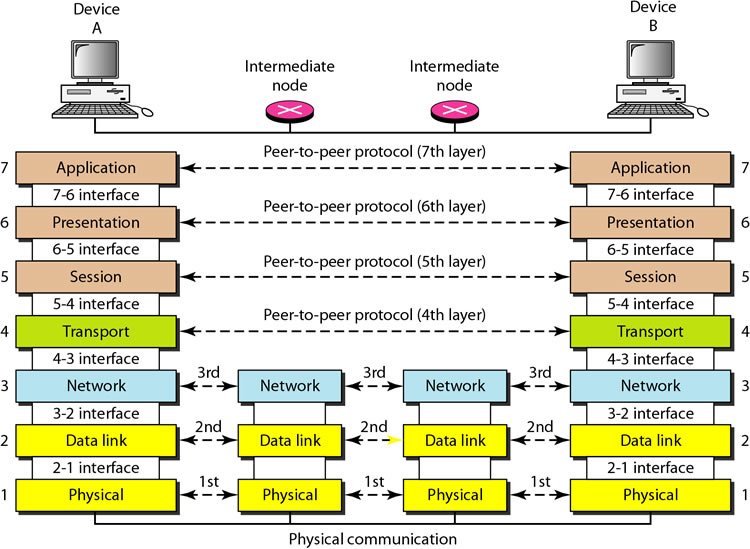 Device
A
Device
B
Intermediate
node
Intermediate
node
7 Application Peer-to-peer protocol (7th layer) Application 7
7-6 interface 7-6 interface
6 Presentation Peer-to-peer protocol (6th layer) Presentation 6
6-5 interface 6-5 interface
5 Session Peer-to-peer protocol (5th layer) Session 5
5-4 interface 5-4 interface
4 Transport Peer-to-peer protocol (4th layer) Transport 4
4-3 interface 4-3 interface
3 Network 3rd Network 3rd Network 3rd Network 3
3-2 interface 3-2 interface
2 Data link 2nd Data link 2nd Data link 2nd Data link 2
2-1 interface 2-1 interface
1 Physical 1st Physical 1st Physical 1st Physical 1
Physical communication